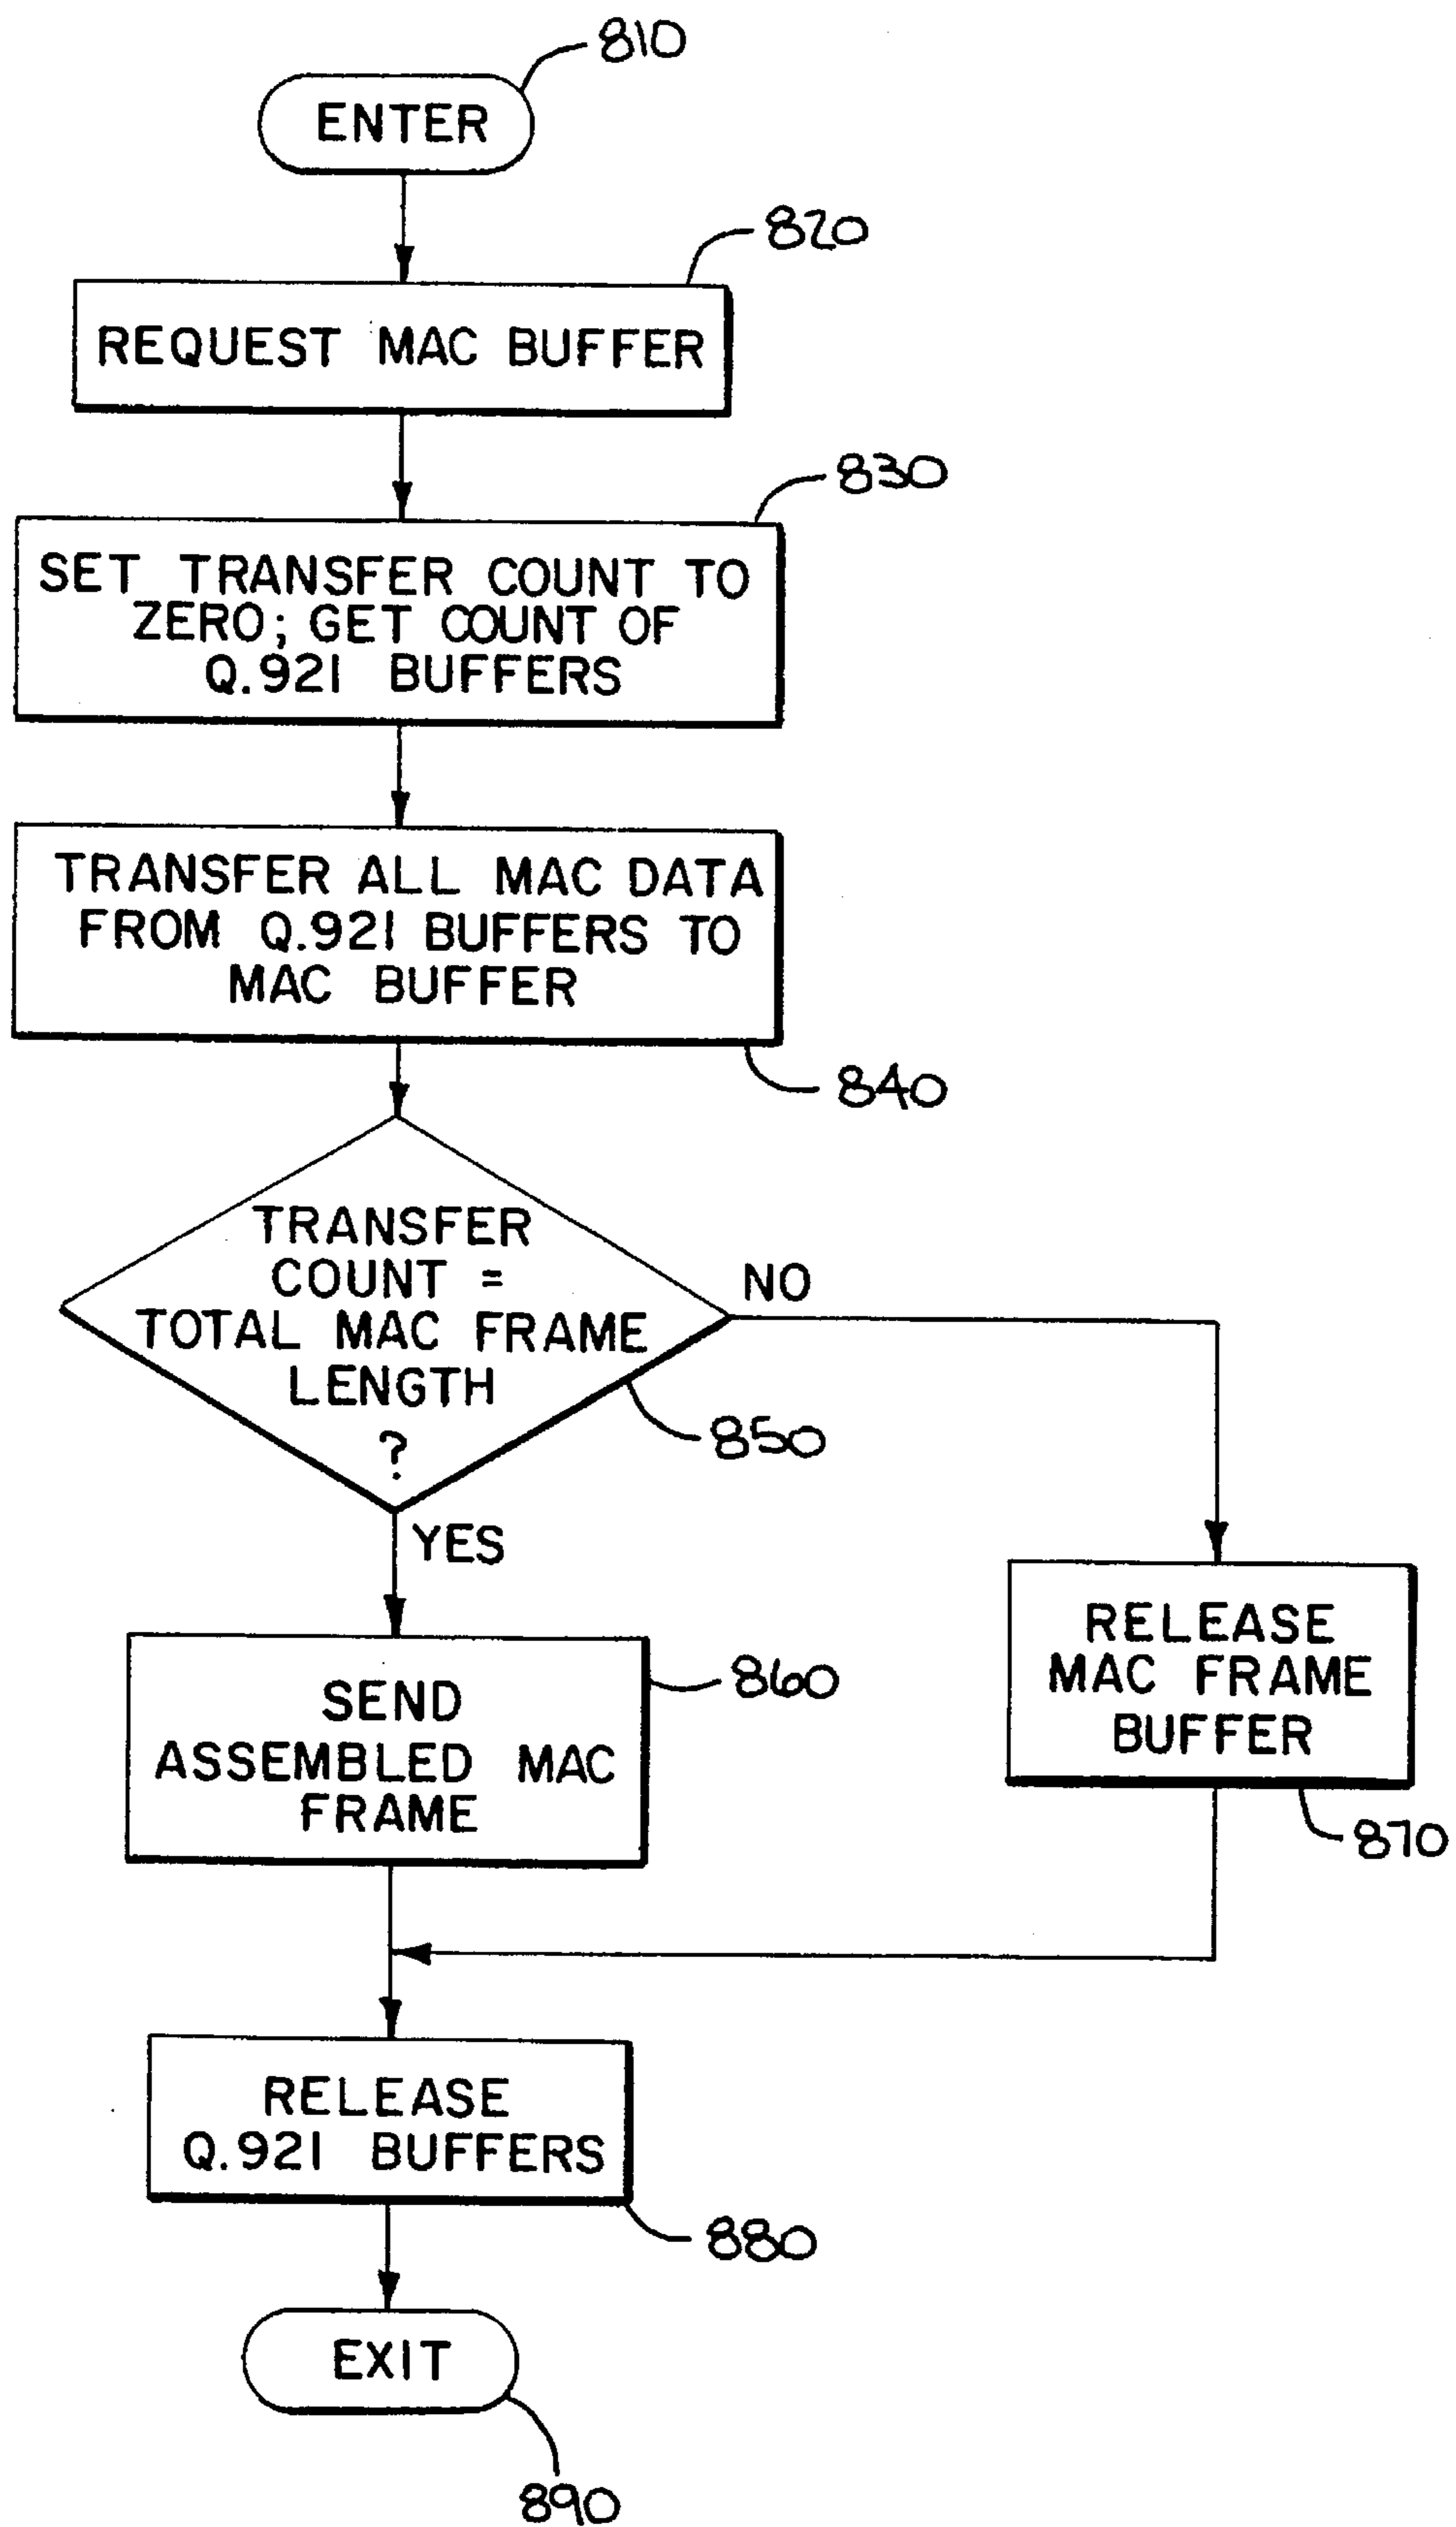 810
ENTER
820
REQUEST MAC BUFFER
830
SET TRANSFER COUNT TO
ZERO; GET COUNT OF
Q.921 BUFFERS
TRANSFER ALL MAC DATA
FROM Q.921 BUFFERS TO
MAC BUFFER
840
TRANSFER
COUNT =
TOTAL MAC FRAME
LENGTH
?
850
NO
YES
SEND
ASSEMBLED MAC
FRAME
860
RELEASE
MAC FRAME
BUFFER
870
RELEASE
Q.921 BUFFERS
880
EXIT
890